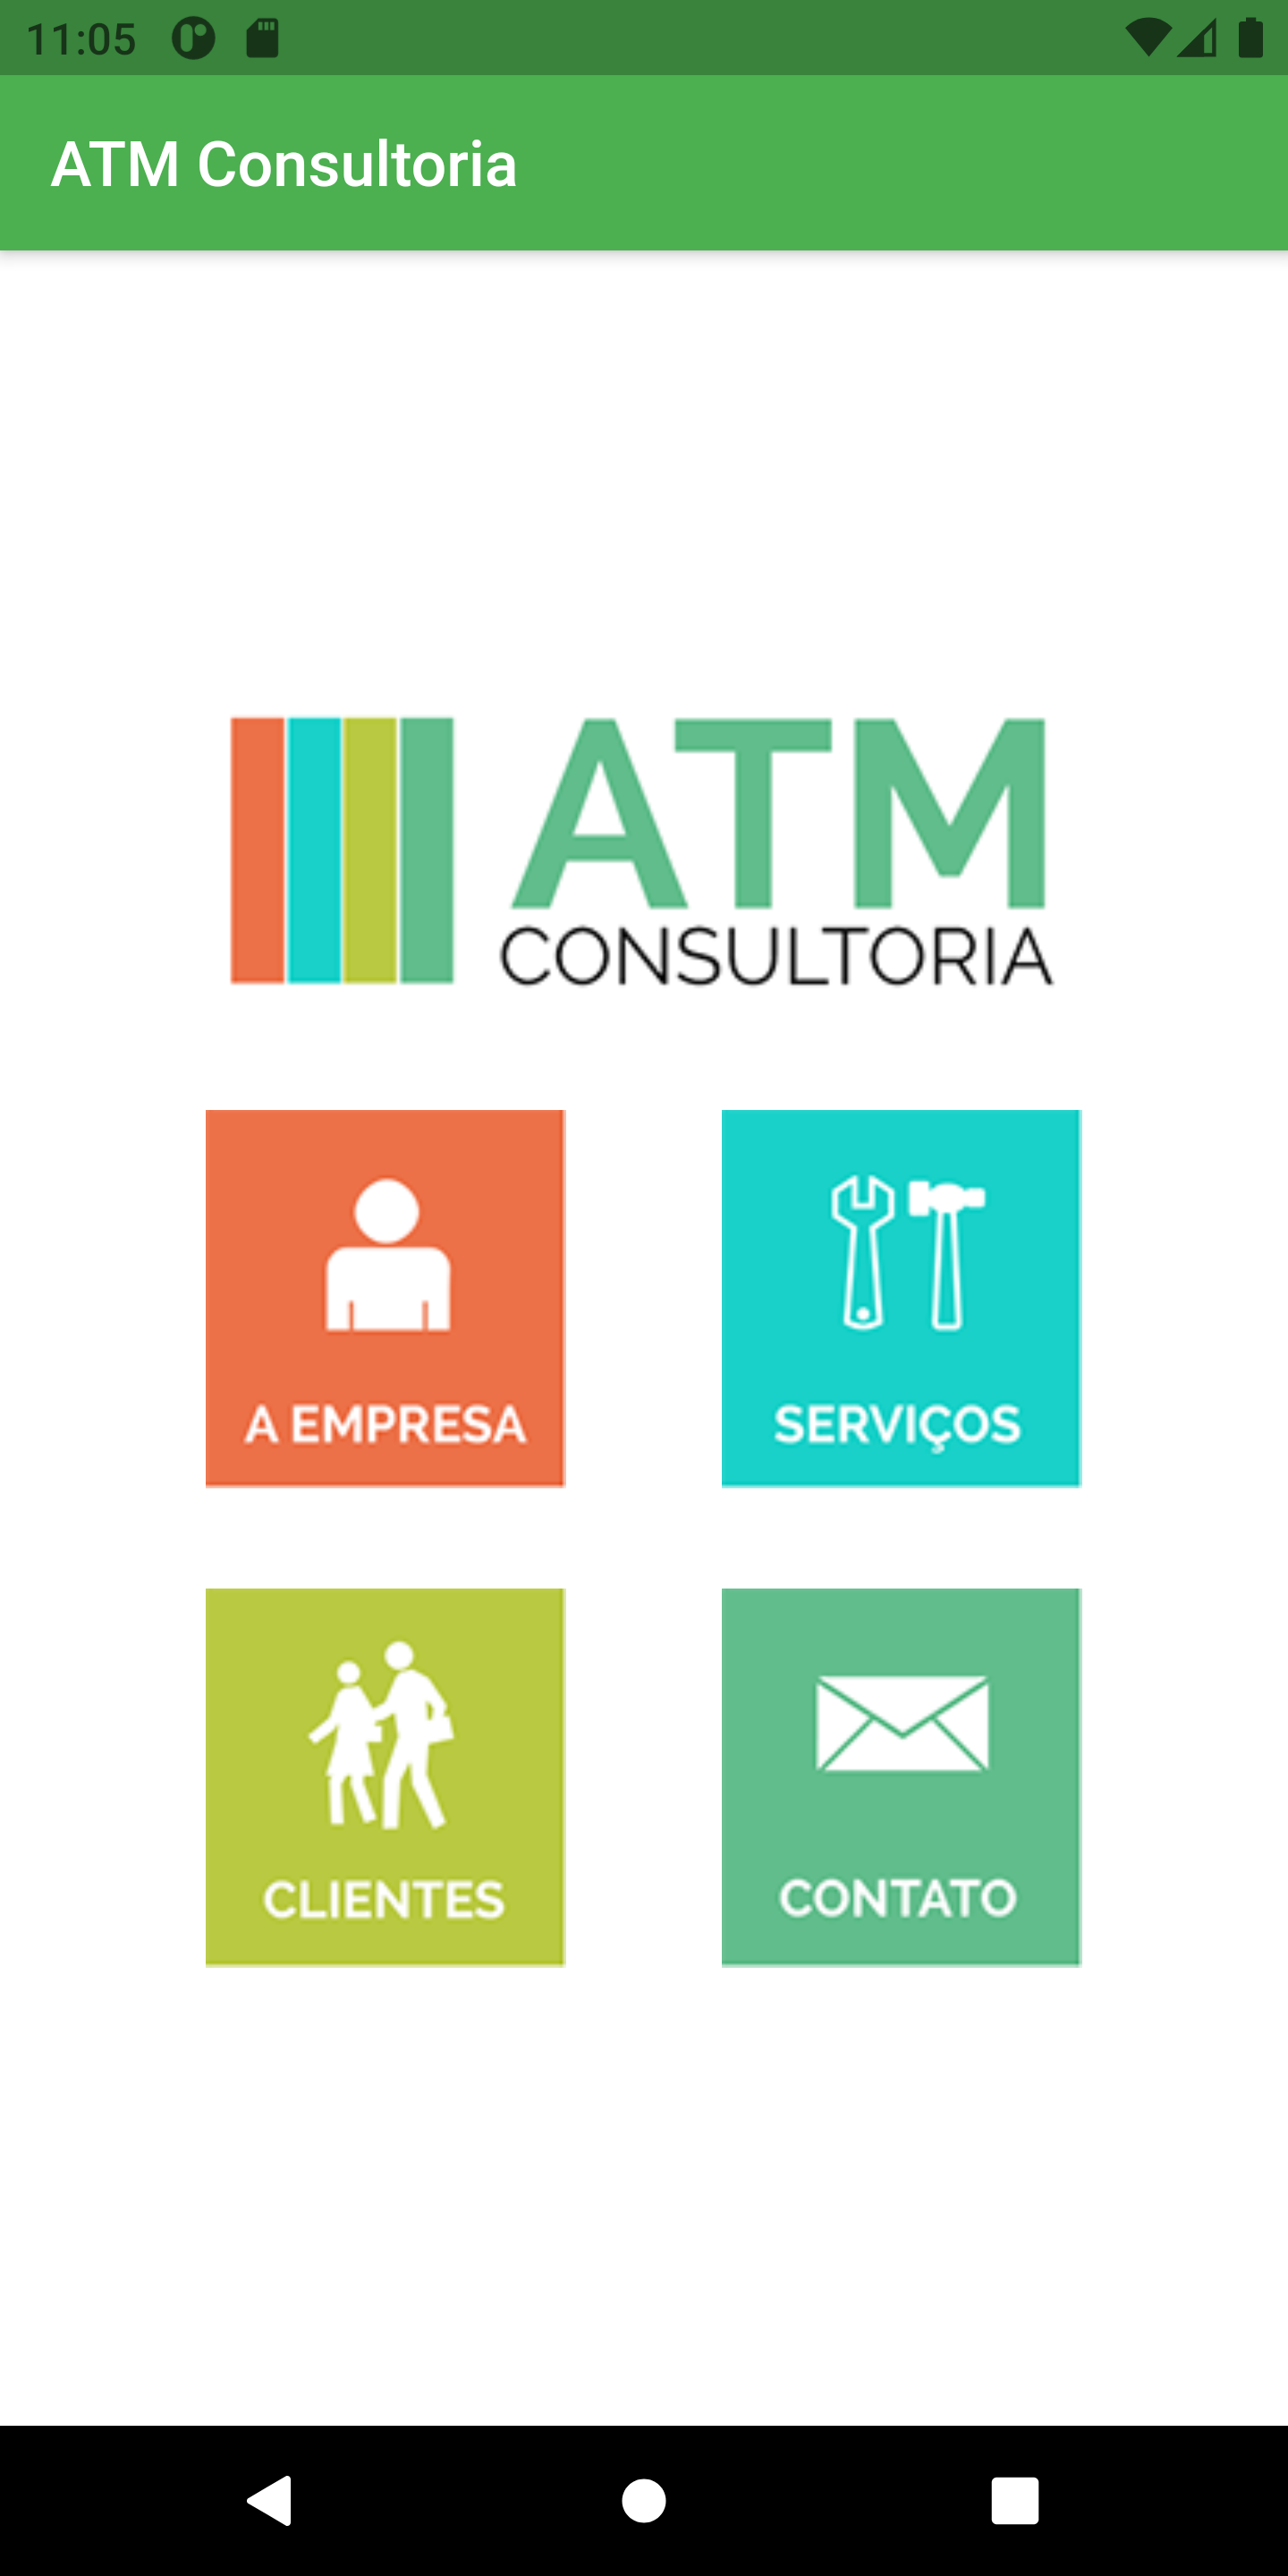 11:05
ATM Consultoria
ATM
CONSULTORIA
A EMPRESA
SERVIÇOS
CLIENTES
CONTATO